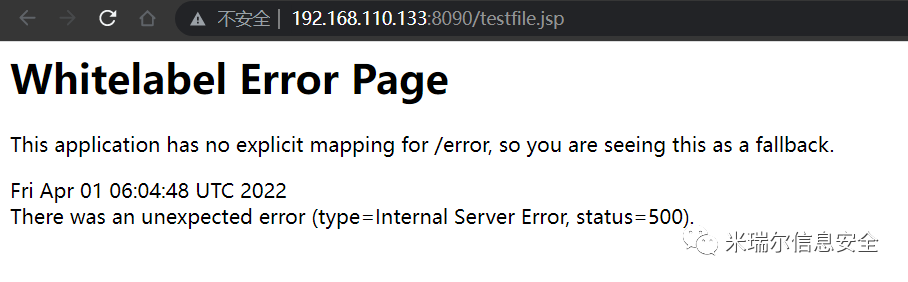 不安全 | 192.168.110.133:8090/testfile.jsp
Whitelabel Error Page
This application has no explicit mapping for /error, so you are seeing this as a fallback.
Fri Apr 01 06:04:48 UTC 2022
There was an unexpected error (type=Internal Server Error, status=500).
米瑞尔信息安全